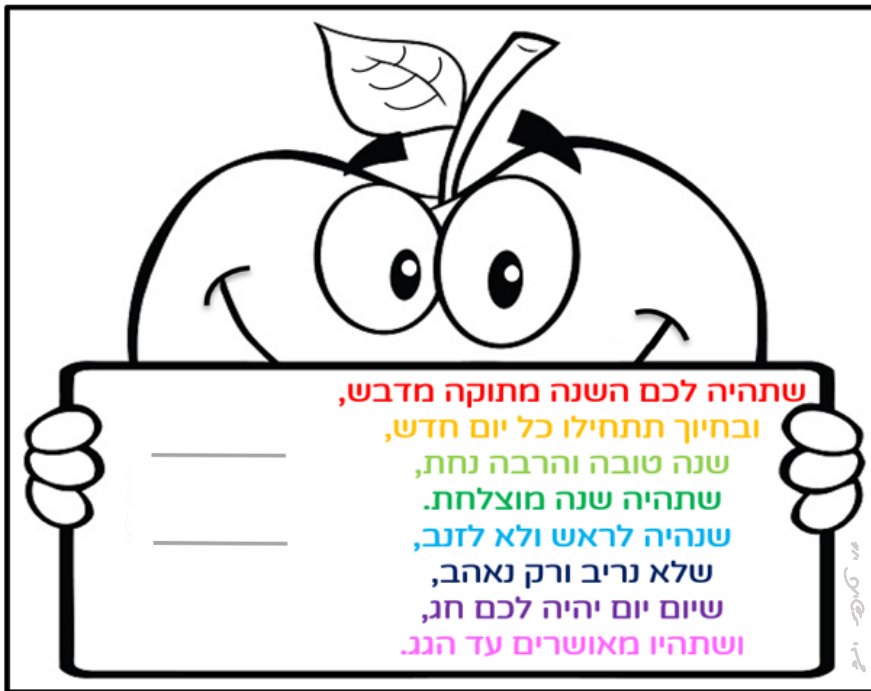 שתהיה לכם השנה מתוקה מדבש,
ובחיוך תתחילו כל יום חדש,
שנה טובה והרבה נחת,
שתהיה שנה מוצלחת.
שנהיה לראש ולא לזנב,
שלא נריב ורק נאהב,
שיום יום יהיה לכם חג,
ושתהיו מאושרים עד הגג.